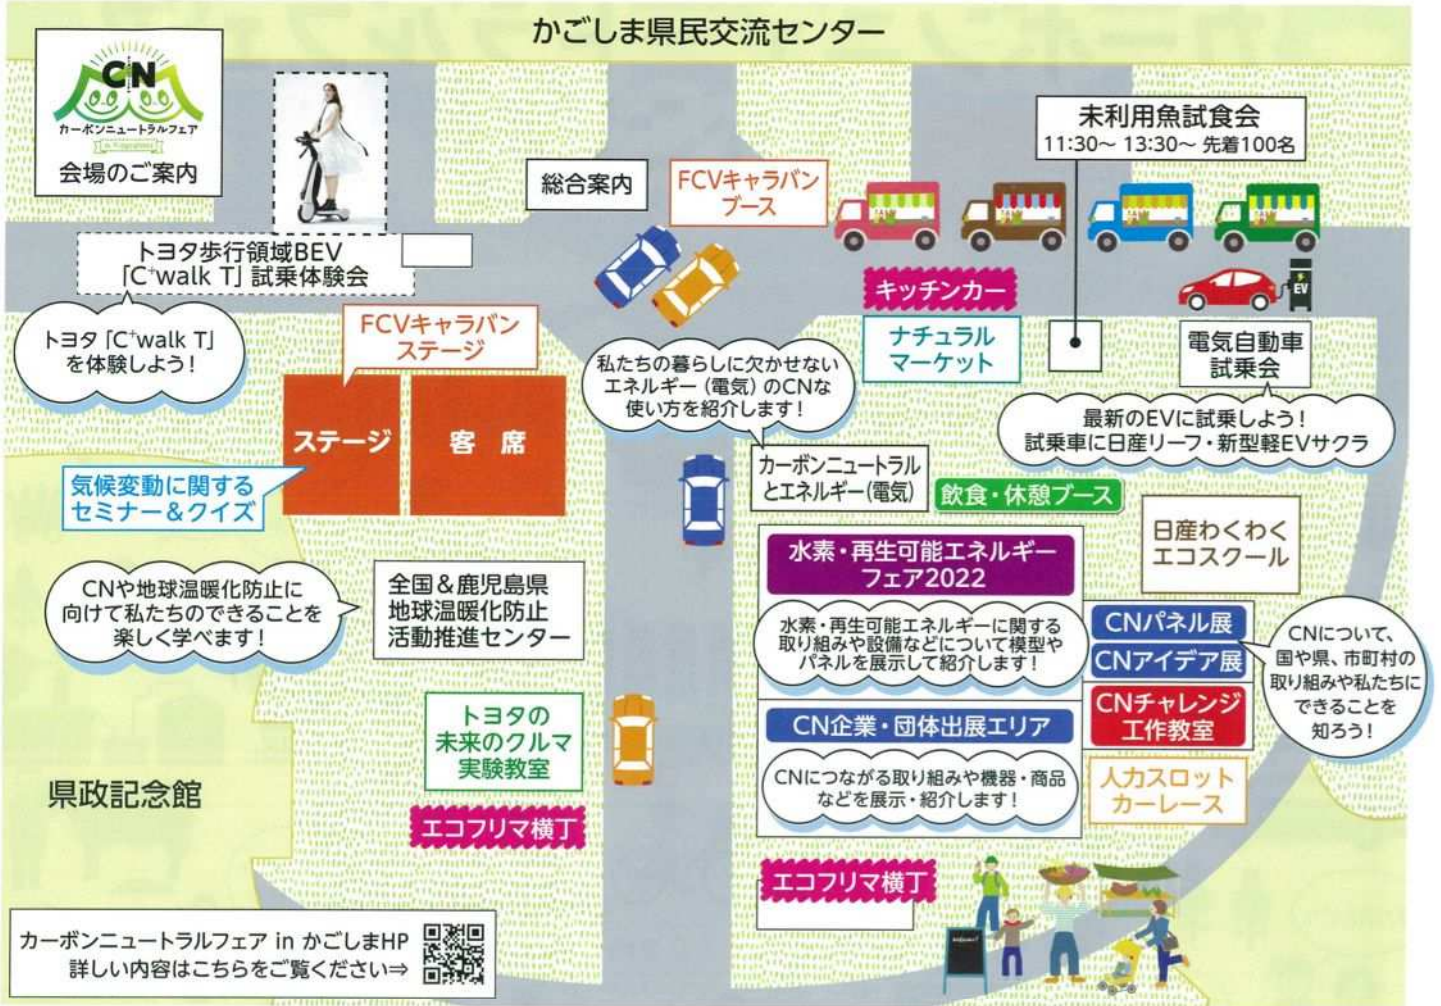 かごしま県民交流センター
CN
カーボンニュートラルフェア
会場のご案内
未利用魚試食会
11:30～ 13:30～ 先着100名
総合案内
FCVキャラバン
ブース
トヨタ歩行領域BEV
「C⁺walk T」試乗体験会
キッチンカー
EV
トヨタ「C⁺walk T」
を体験しよう!
FCVキャラバン
ステージ
ナチュラル
マーケット
電気自動車
試乗会
私たちの暮らしに欠かせない
エネルギー(電気)のCNな
使い方を紹介します!
最新のEVに試乗しよう!
試乗車に日産リーフ・新型軽EVサクラ
ステージ
客 席
カーボンニュートラル
とエネルギー(電気)
飲食・休憩ブース
気候変動に関する
セミナー＆クイズ
日産わくわく
エコスクール
水素・再生可能エネルギー
フェア2022
CNや地球温暖化防止に
向けて私たちのできることを
楽しく学べます!
全国＆鹿児島県
地球温暖化防止
活動推進センター
水素・再生可能エネルギーに関する
取り組みや設備などについて模型や
パネルを展示して紹介します!
CNパネル展
CNアイデア展
CNについて、
国や県、市町村の
取り組みや私たちに
できることを
知ろう!
CNチャレンジ
工作教室
トヨタの
未来のクルマ
実験教室
CN企業・団体出展エリア
CNにつながる取り組みや機器・商品
などを展示・紹介します!
人力スロット
カーレース
県政記念館
エコフリマ横丁
エコフリマ横丁
カーボンニュートラルフェア in かごしまHP
詳しい内容はこちらをご覧ください⇒